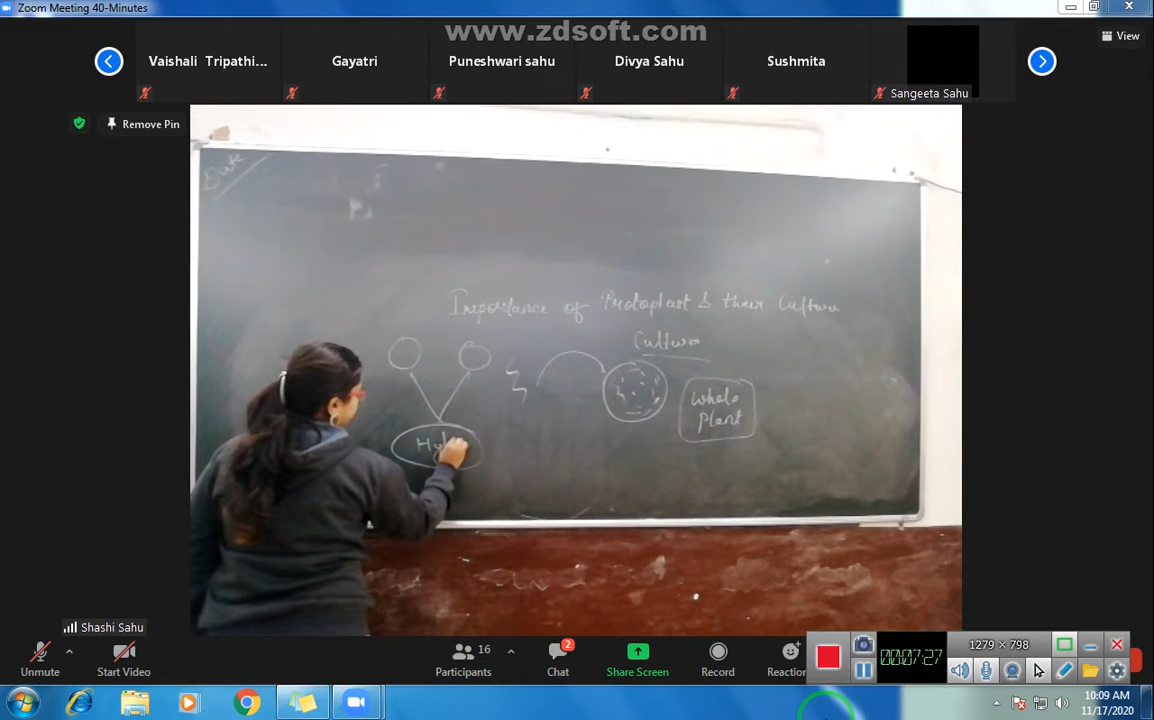 Zoom Meeting 40-Minutes
www.zdsoft.com
View
Vaishali Tripathi...
Gayatri
Puneshwari sahu
Divya Sahu
Sushmita
Sangeeta Sahu
Remove Pin
Date
Importance of Protoplast & their Culture
Culture
Whole
Plant
Hyb
Shashi Sahu
Unmute
Start Video
16
Participants
2
Chat
Share Screen
Record
Reaction
00:07:27
1279 × 798
10:09 AM
11/17/2020